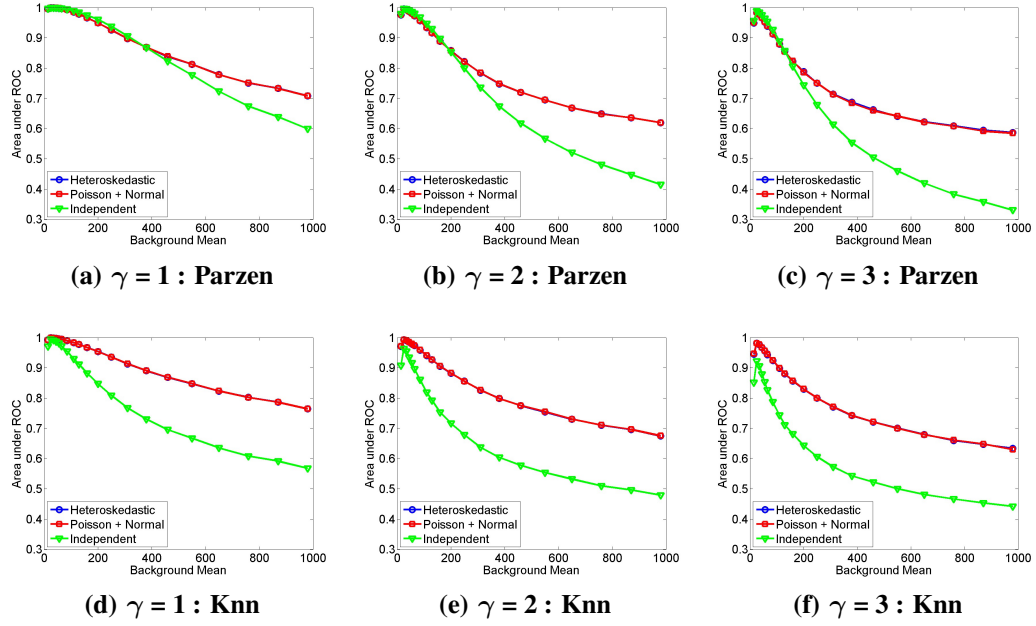 1
0.9
0.8
0.7
0.6
0.5
0.4
0.3
Area under ROC
Heteroskedastic
Poisson + Normal
Independent
0 200 400 600 800 1000
Background Mean
(a) γ = 1 : Parzen
1
0.9
0.8
0.7
0.6
0.5
0.4
0.3
Area under ROC
Heteroskedastic
Poisson + Normal
Independent
0 200 400 600 800 1000
Background Mean
(b) γ = 2 : Parzen
1
0.9
0.8
0.7
0.6
0.5
0.4
0.3
Area under ROC
Heteroskedastic
Poisson + Normal
Independent
0 200 400 600 800 1000
Background Mean
(c) γ = 3 : Parzen
1
0.9
0.8
0.7
0.6
0.5
0.4
0.3
Area under ROC
Heteroskedastic
Poisson + Normal
Independent
0 200 400 600 800 1000
Background Mean
(d) γ = 1 : Knn
1
0.9
0.8
0.7
0.6
0.5
0.4
0.3
Area under ROC
Heteroskedastic
Poisson + Normal
Independent
0 200 400 600 800 1000
Background Mean
(e) γ = 2 : Knn
1
0.9
0.8
0.7
0.6
0.5
0.4
0.3
Area under ROC
Heteroskedastic
Poisson + Normal
Independent
0 200 400 600 800 1000
Background Mean
(f) γ = 3 : Knn